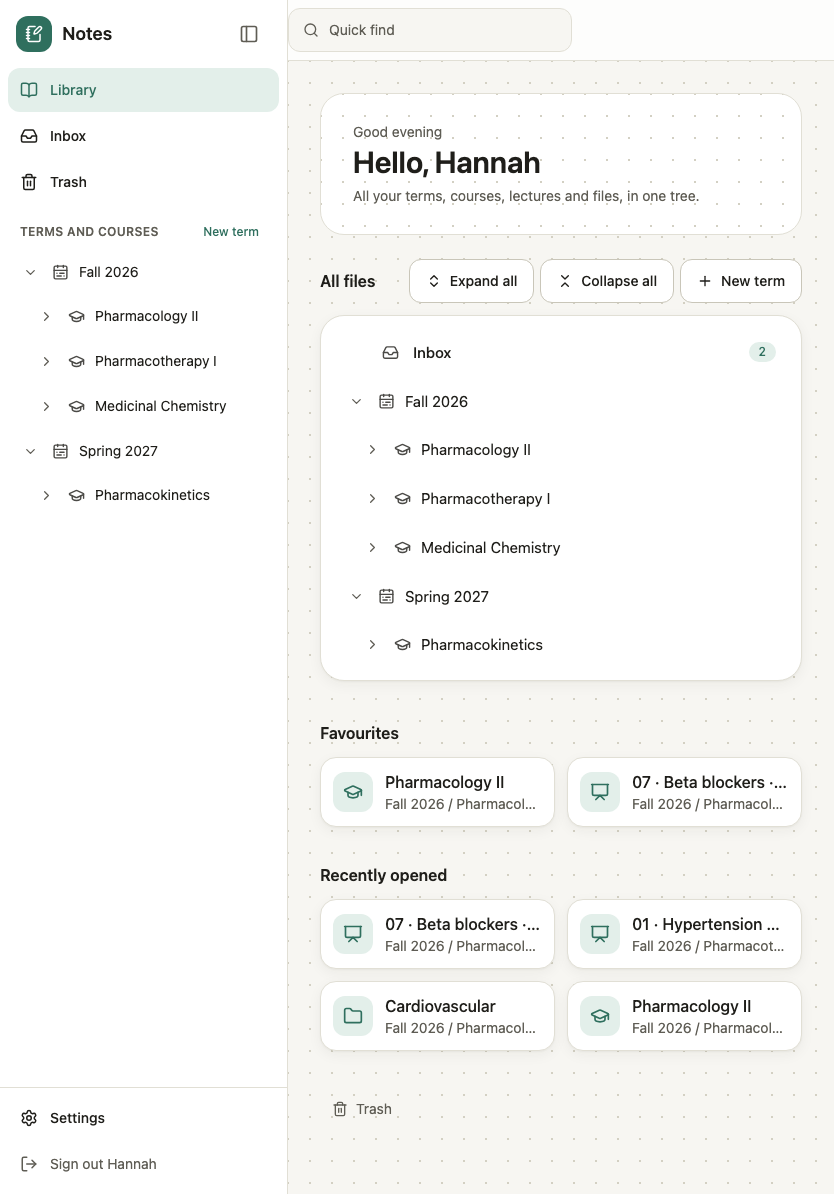 Notes
Library
Inbox
Trash
TERMS AND COURSES New term
Fall 2026
Pharmacology II
Pharmacotherapy I
Medicinal Chemistry
Spring 2027
Pharmacokinetics
Settings
Sign out Hannah
Quick find
Good evening
Hello, Hannah
All your terms, courses, lectures and files, in one tree.
All files Expand all Collapse all New term
Inbox 2
Fall 2026
Pharmacology II
Pharmacotherapy I
Medicinal Chemistry
Spring 2027
Pharmacokinetics
Favourites
Pharmacology II
Fall 2026 / Pharmacol...
07 · Beta blockers ·...
Fall 2026 / Pharmacol...
Recently opened
07 · Beta blockers ·...
Fall 2026 / Pharmacol...
01 · Hypertension ...
Fall 2026 / Pharmacot...
Cardiovascular
Fall 2026 / Pharmacol...
Pharmacology II
Fall 2026 / Pharmacol...
Trash